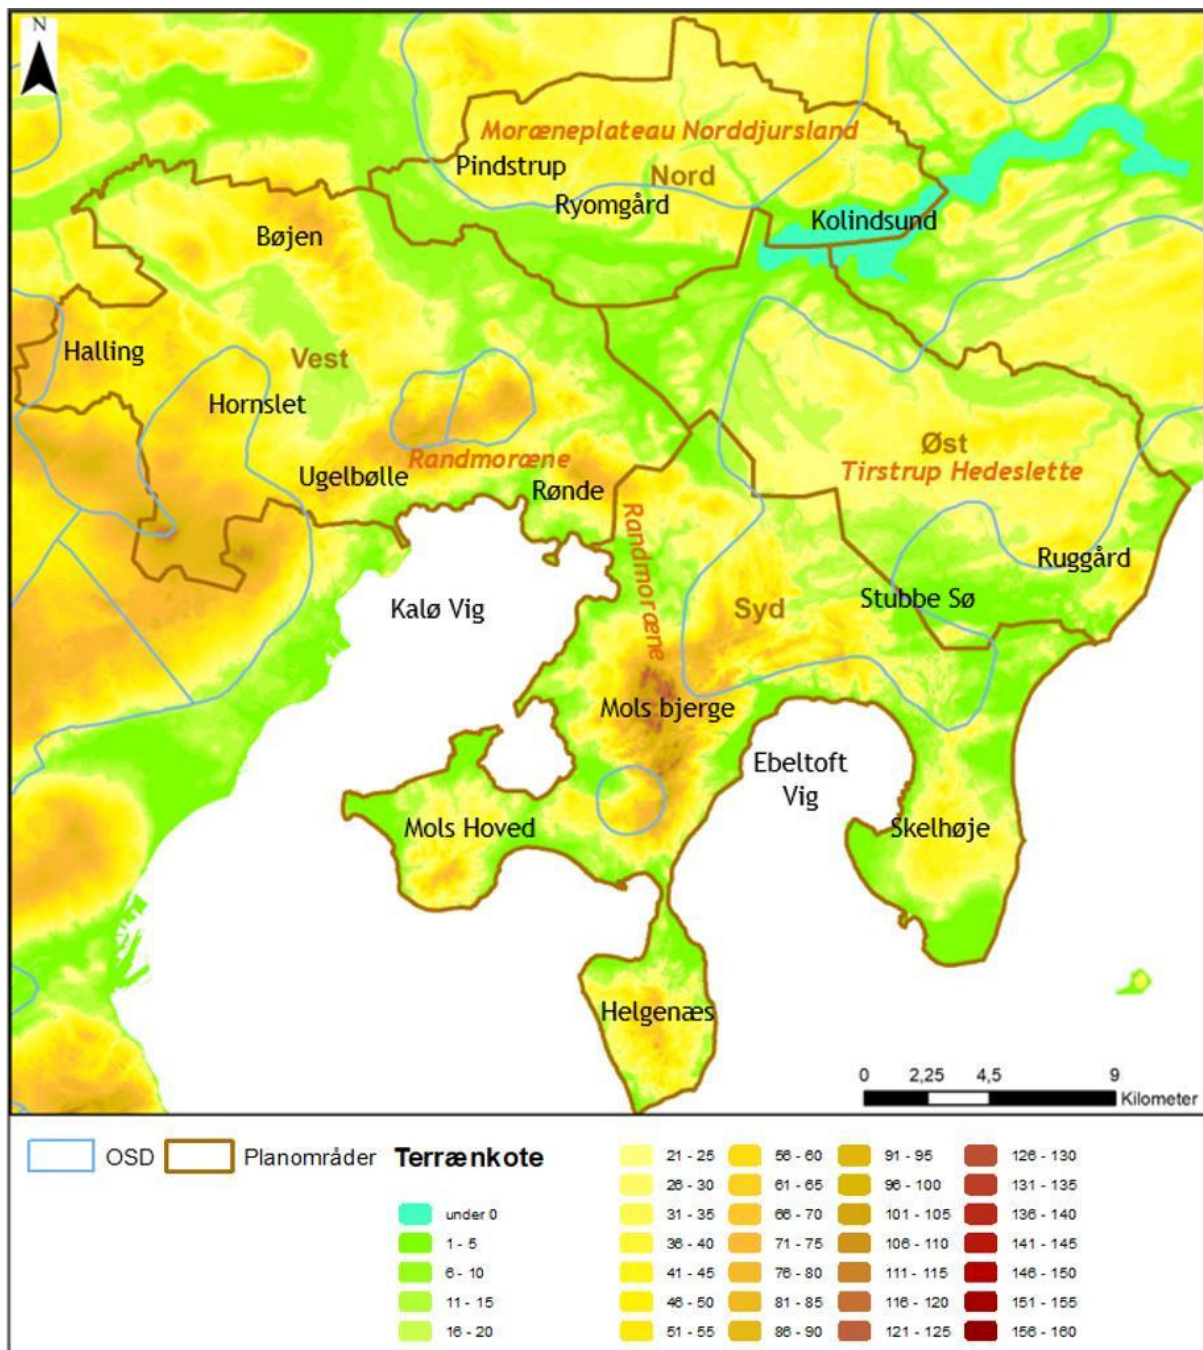 N
Moræneplateau Norddjursland
Pindstrup
Nord
Ryomgård
Kolindsund
Bøjen
Halling
Vest
Hornslet
Øst
Randmoræne
Tirstrup Hedeslette
Ugelbølle
Rønde
Randmoræne
Ruggård
Kalø Vig
Syd
Stubbe Sø
Mols bjerge
Ebeltoft
Vig
Mols Hoved
Skelhøje
Helgenæs
0 2,25 4,5 9
Kilometer
OSD
Planområder
Terrænkote
under 0
1 - 5
6 - 10
11 - 15
16 - 20
21 - 25
26 - 30
31 - 35
36 - 40
41 - 45
46 - 50
51 - 55
56 - 60
61 - 65
66 - 70
71 - 75
76 - 80
81 - 85
86 - 90
91 - 95
96 - 100
101 - 105
106 - 110
111 - 115
116 - 120
121 - 125
126 - 130
131 - 135
136 - 140
141 - 145
146 - 150
151 - 155
156 - 160